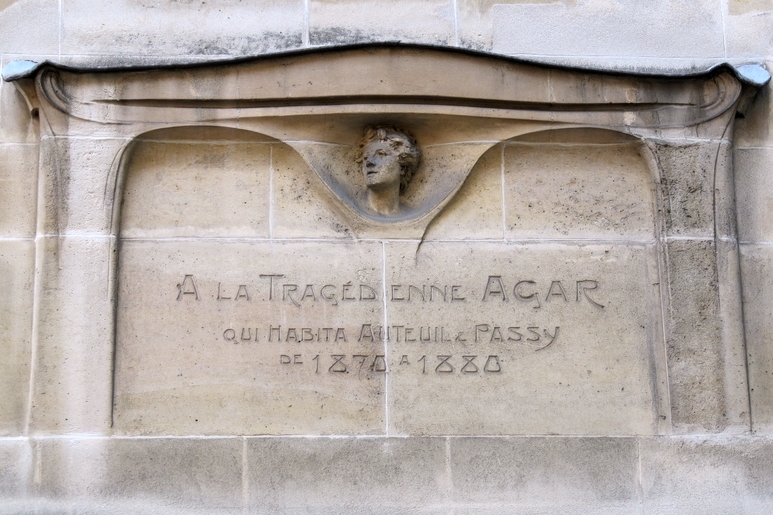 A LA TRAGÉDIENNE AGAR
QUI HABITA AUTEUIL & PASSY
DE 1870 A 1880